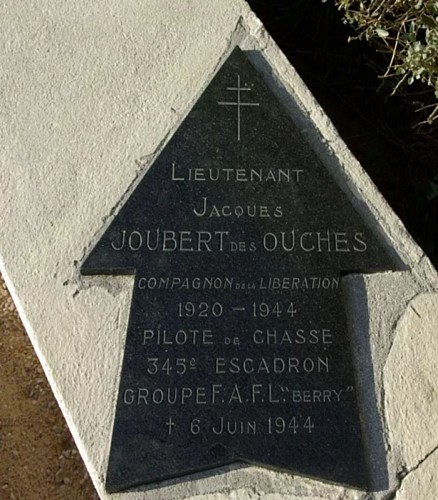 Lieutenant
Jacques
JOUBERT DES OUCHES
COMPAGNON DE LA LIBERATION
1920 - 1944
PILOTE DE CHASSE
345e ESCADRON
GROUPE F.A.F.L "BERRY"
† 6 JUIN 1944